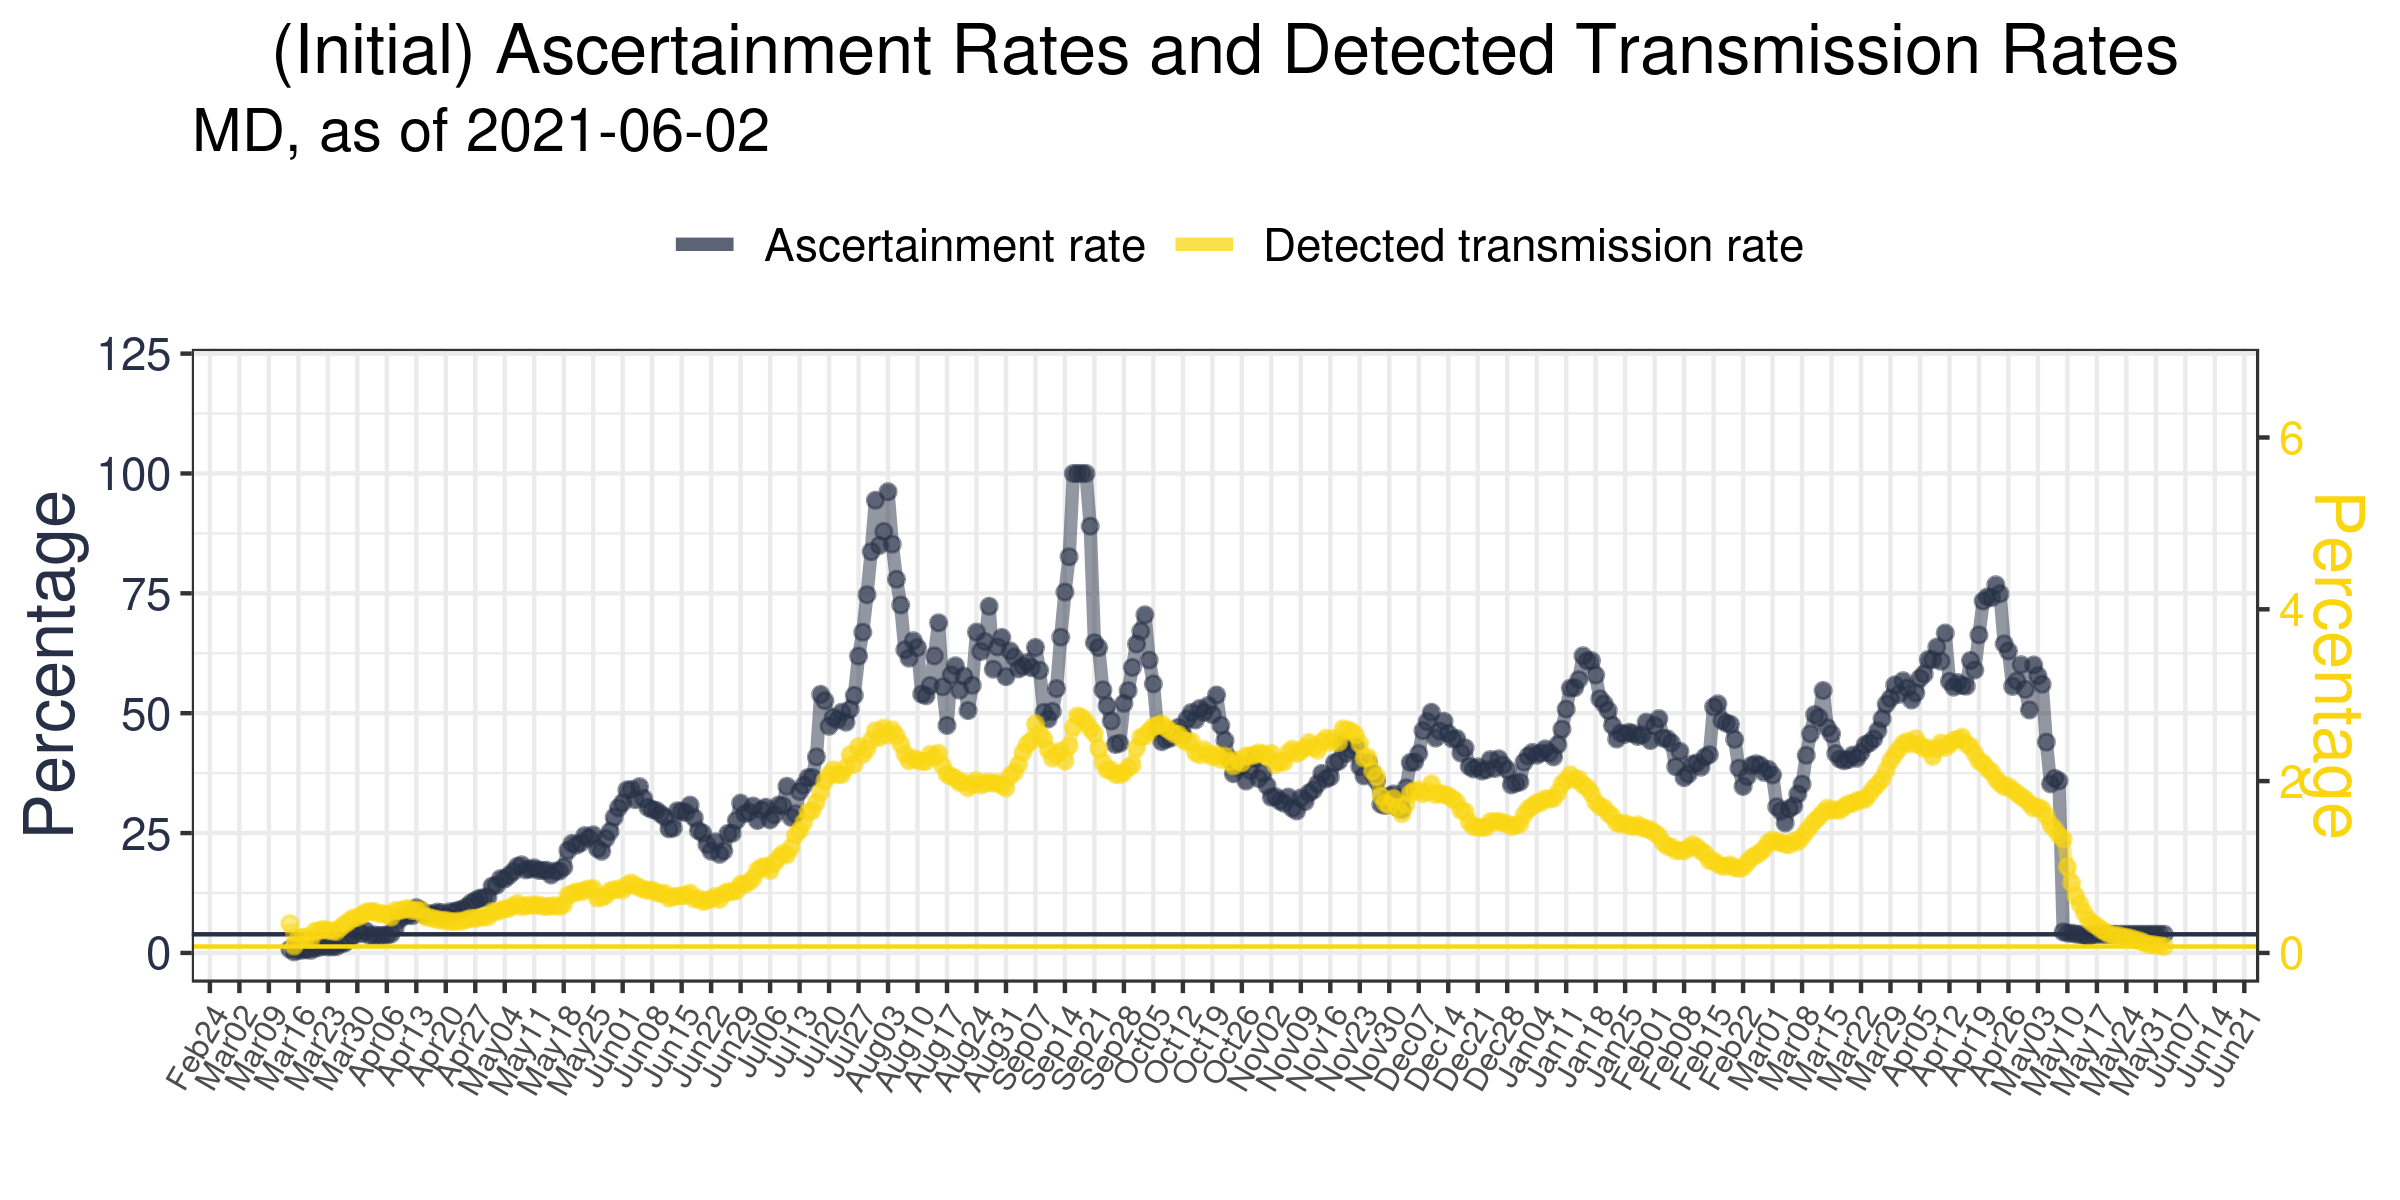 (Initial) Ascertainment Rates and Detected Transmission Rates
MD, as of 2021-06-02
Ascertainment rate
Detected transmission rate
Percentage
125
100
75
50
25
0
6
4
2
0
Percentage
Feb24
Mar02
Mar09
Mar16
Mar23
Mar30
Apr06
Apr13
Apr20
Apr27
May04
May11
May18
May25
Jun01
Jun08
Jun15
Jun22
Jun29
Jul06
Jul13
Jul20
Jul27
Aug03
Aug10
Aug17
Aug24
Aug31
Sep07
Sep14
Sep21
Sep28
Oct05
Oct12
Oct19
Oct26
Nov02
Nov09
Nov16
Nov23
Nov30
Dec07
Dec14
Dec21
Dec28
Jan04
Jan11
Jan18
Jan25
Feb01
Feb08
Feb15
Feb22
Mar01
Mar08
Mar15
Mar22
Mar29
Apr05
Apr12
Apr19
Apr26
May03
May10
May17
May24
May31
Jun07
Jun14
Jun21